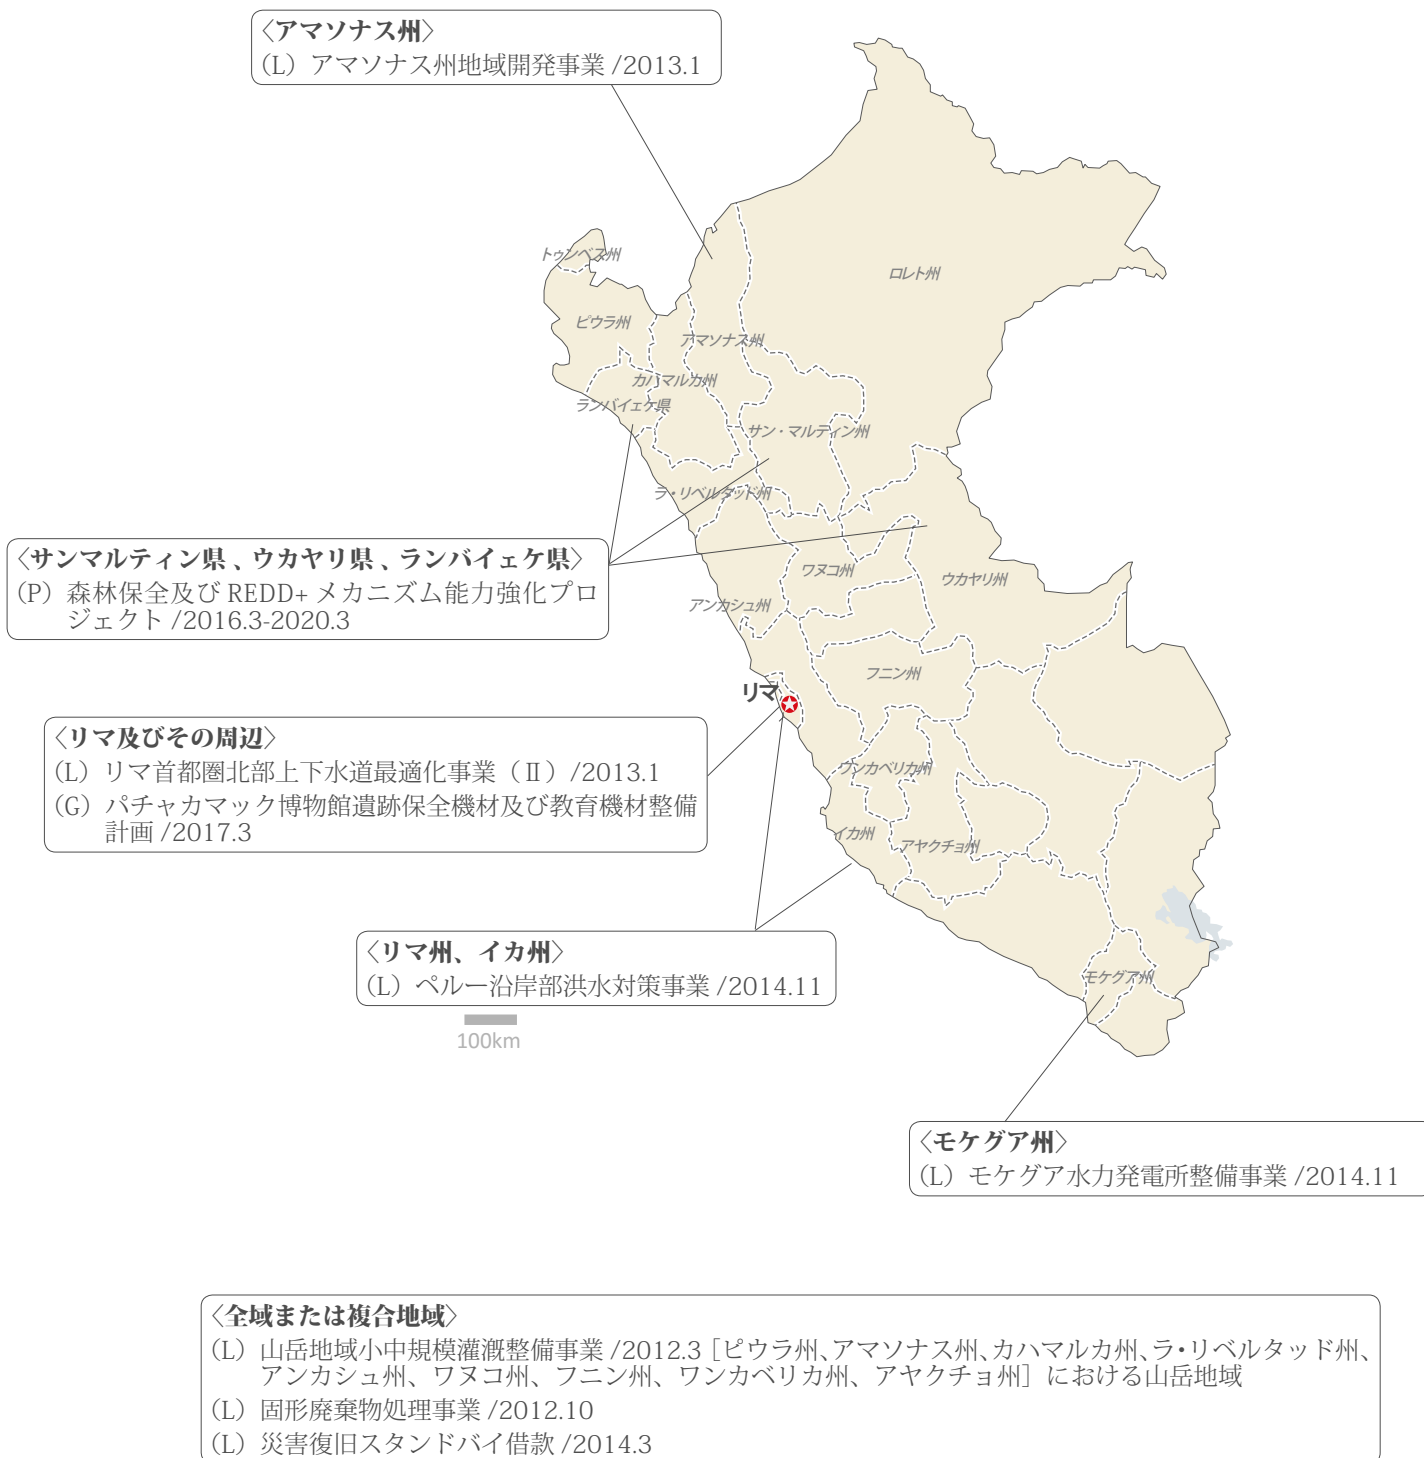 〈アマソナス州〉
(L) アマソナス州地域開発事業 /2013.1
トゥンベス州
ロレト州
ピウラ州
アマソナス州
カハマルカ州
ランバイェケ県
サン・マルティン州
ラ・リベルタッド州
〈サンマルティン県、ウカヤリ県、ランバイェケ県〉
(P) 森林保全及び REDD+ メカニズム能力強化プロ
ジェクト /2016.3-2020.3
ワヌコ州
ウカヤリ州
アンカシュ州
フニン州
リマ
〈リマ及びその周辺〉
(L) リマ首都圏北部上下水道最適化事業(Ⅱ)/2013.1
(G) パチャカマック博物館遺跡保全機材及び教育機材整備
計画 /2017.3
ワンカベリカ州
イカ州
アヤクチョ州
〈リマ州、イカ州〉
(L) ペルー沿岸部洪水対策事業 /2014.11
モケグア州
100km
〈モケグア州〉
(L) モケグア水力発電所整備事業 /2014.11
〈全域または複合地域〉
(L) 山岳地域小中規模灌漑整備事業 /2012.3［ピウラ州、アマソナス州、カハマルカ州、ラ・リベルタッド州、
アンカシュ州、ワヌコ州、フニン州、ワンカベリカ州、アヤクチョ州］における山岳地域
(L) 固形廃棄物処理事業 /2012.10
(L) 災害復旧スタンドバイ借款 /2014.3